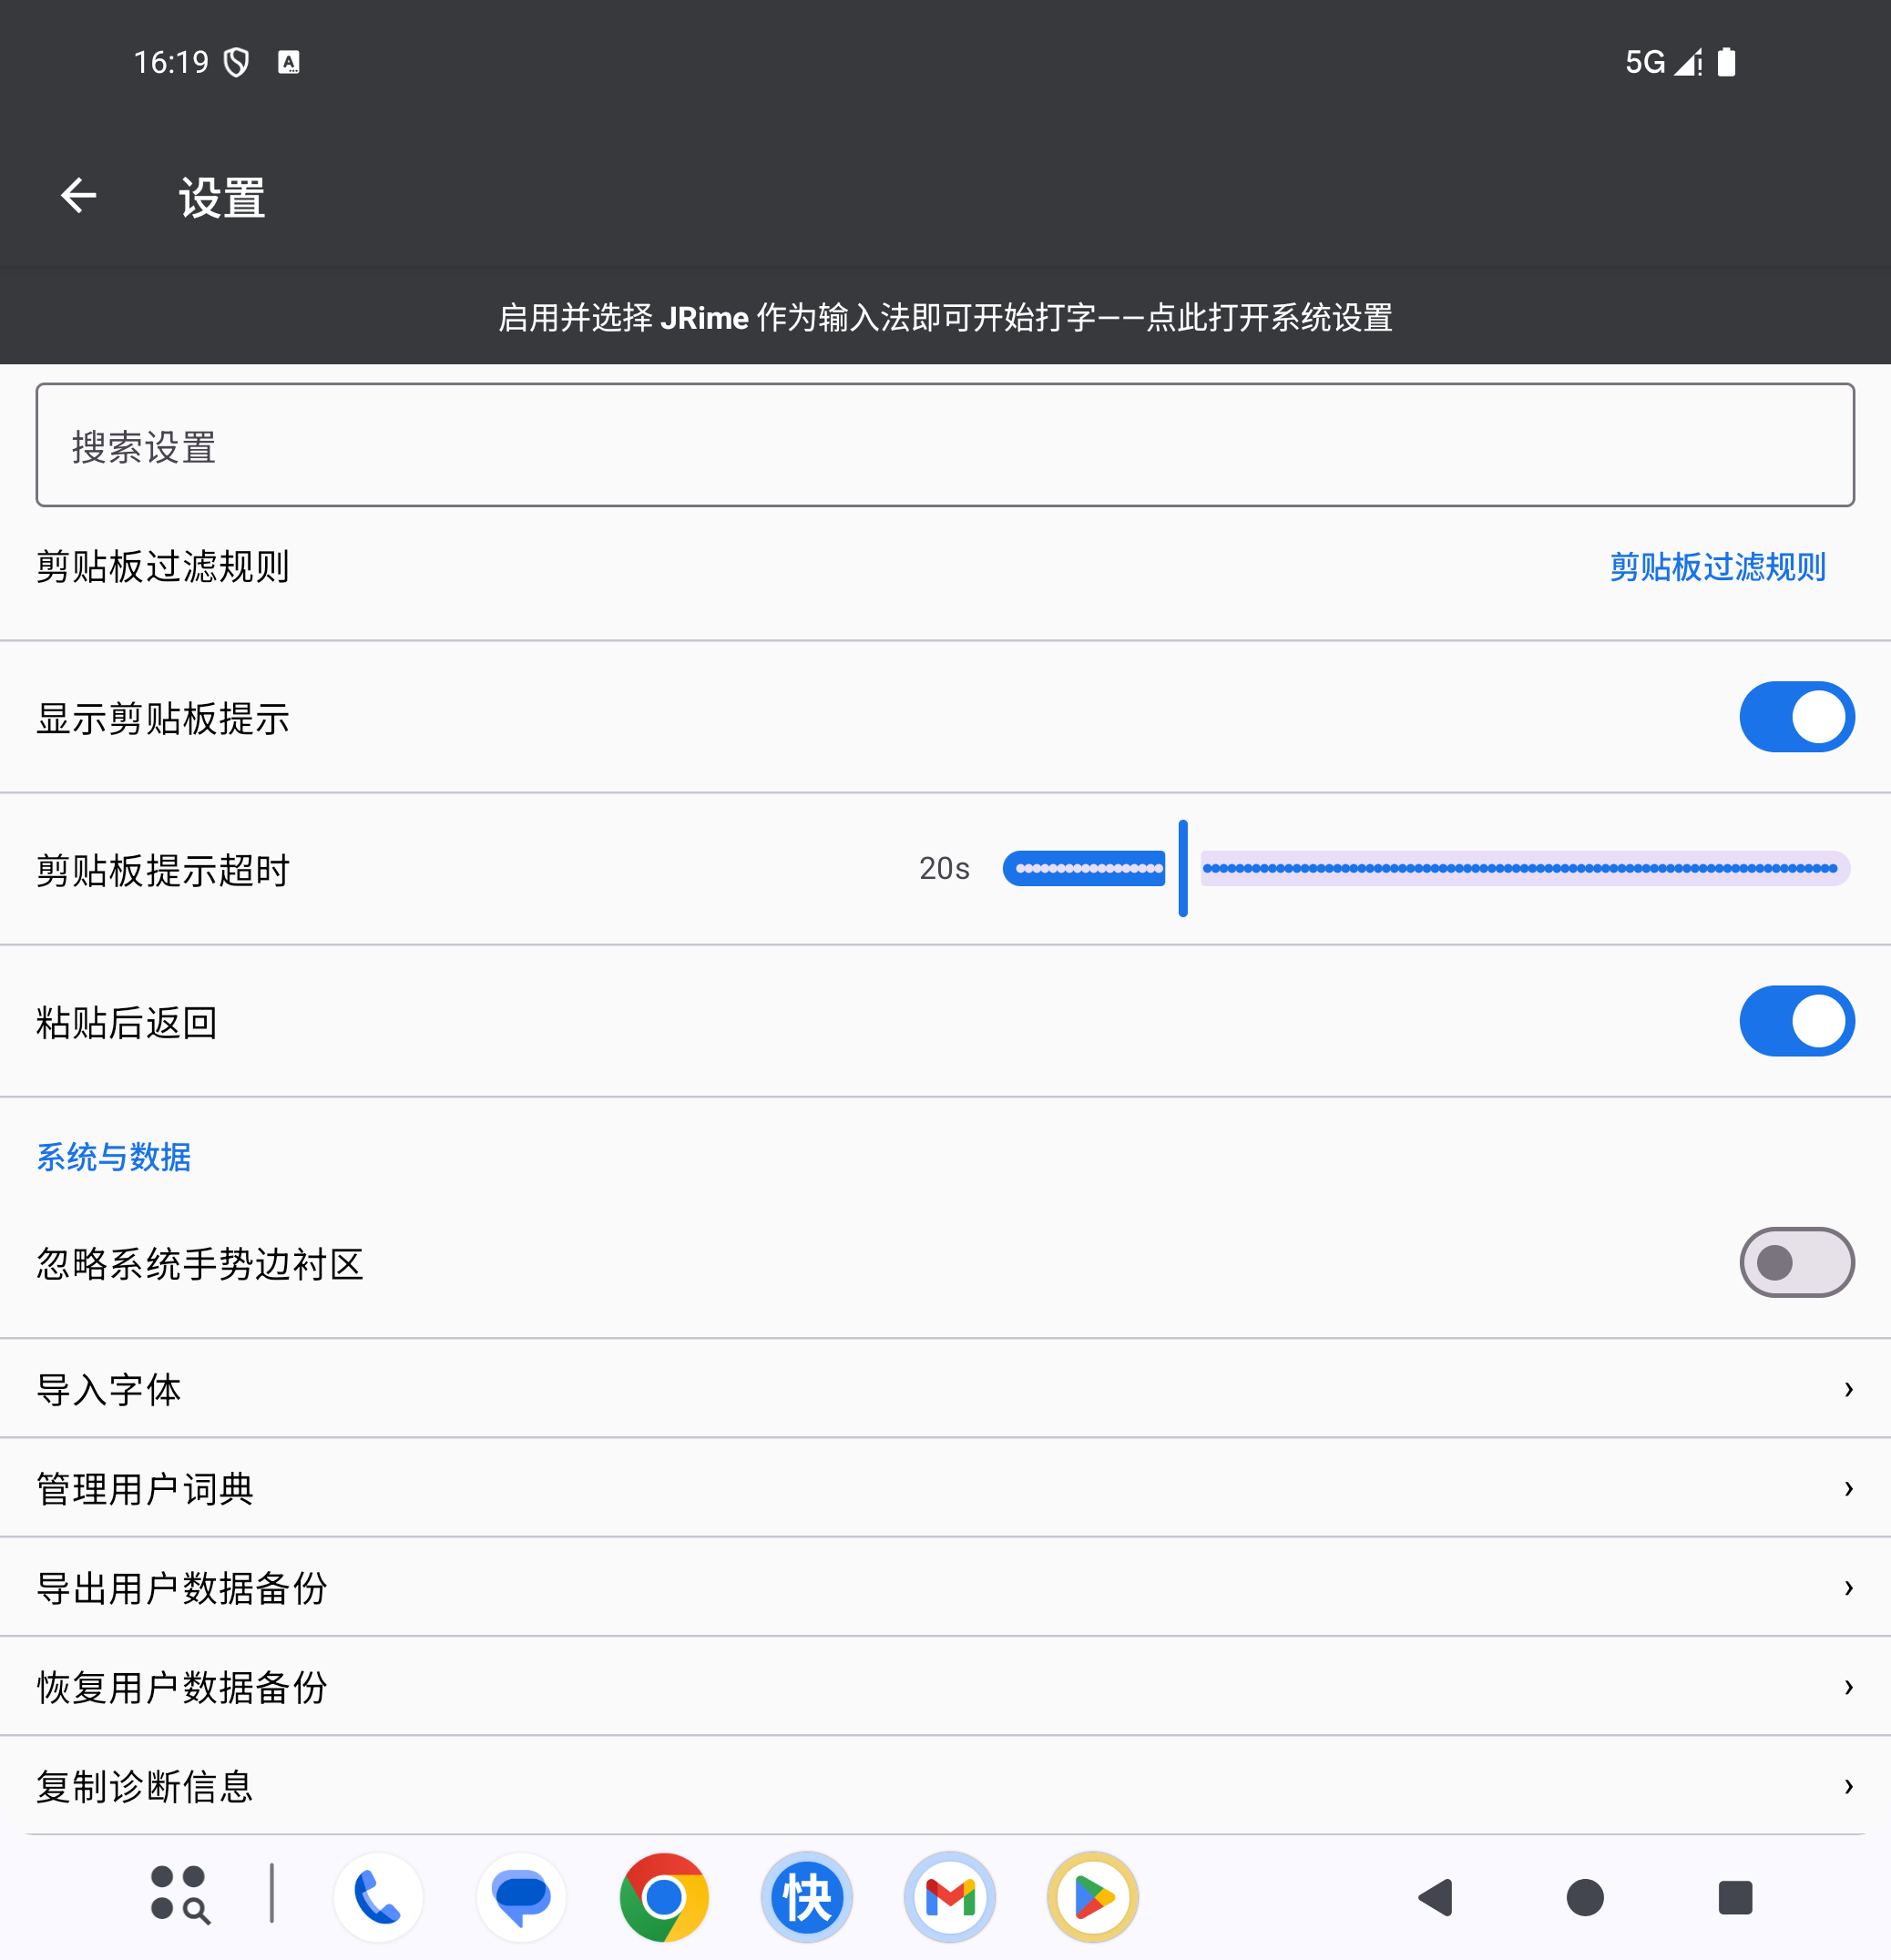 16:19
5G
设置
启用并选择 JRime 作为输入法即可开始打字——点此打开系统设置
搜索设置
剪贴板过滤规则 剪贴板过滤规则
显示剪贴板提示
剪贴板提示超时 20s
粘贴后返回
系统与数据
忽略系统手势边衬区
导入字体
管理用户词典
导出用户数据备份
恢复用户数据备份
复制诊断信息
快